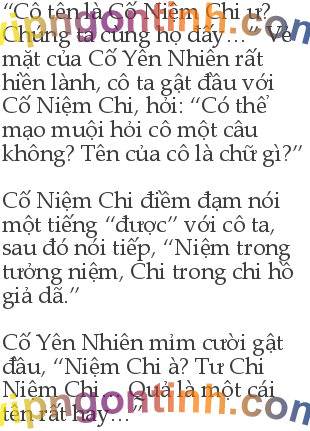 “Cô tên là Cố Niệm Chi ư?
Chúng ta cùng họ đấy…” Vẻ
mặt của Cố Yên Nhiên rất
hiền lành, cô ta gật đầu với
Cố Niệm Chi, hỏi: “Có thể
mạo muội hỏi cô một câu
không? Tên của cô là chữ gì?”
Cố Niệm Chi điềm đạm nói
một tiếng “được” với cô ta,
sau đó nói tiếp, “Niệm trong
tưởng niệm, Chi trong chi hồ
giả dã.”
Cố Yên Nhiên mỉm cười gật
đầu, “Niệm Chi à? Tư Chi
Niệm Chi… Quả là một cái
tên rất hay…”
vipngontinh.com
vipngontinh.com